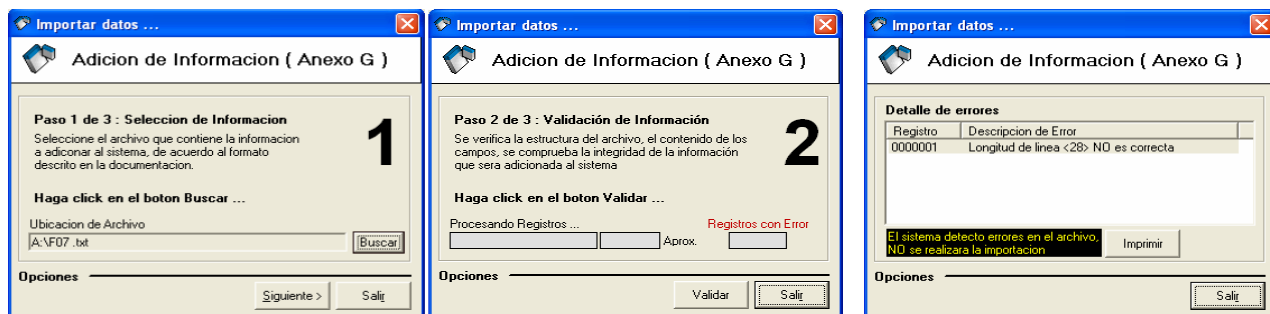 Importar datos ...
Adicion de Informacion ( Anexo G )
Paso 1 de 3 : Seleccion de Informacion
Seleccione el archivo que contiene la informacion
a adiconar al sistema, de acuerdo al formato
descrito en la documentacion.
1
Haga click en el boton Buscar ...
Ubicacion de Archivo
A:\F07 .txt
Buscar
Opciones
Siguiente >
Salir
Importar datos ...
Adicion de Informacion ( Anexo G )
Paso 2 de 3 : Validación de Información
Se verifica la estructura del archivo, el contenido de los
campos, se comprueba la integridad de la información
que sera adicionada al sistema
2
Haga click en el boton Validar ...
Procesando Registros ...
Registros con Error
Aprox.
Opciones
Validar
Salir
Importar datos ...
Adicion de Informacion ( Anexo G )
Detalle de errores
Registro Descripcion de Error
0000001 Longitud de linea <28> NO es correcta
El sistema detecto errores en el archivo,
NO se realizara la importacion
Imprimir
Opciones
Salir